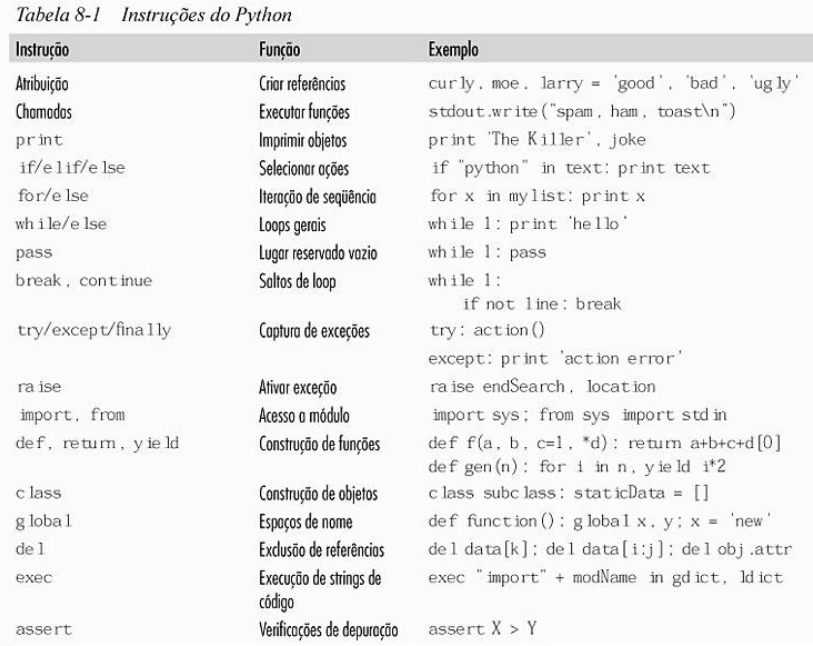 Tabela 8-1 Instruções do Python
Instrução Função Exemplo
Atribuição Criar referências curly, moe, larry = 'good', 'bad', 'ugly'
Chamadas Executar funções stdout.write("spam, ham, toast\n")
print Imprimir objetos print 'The Killer', joke
if/elif/else Selecionar ações if "python" in text: print text
for/else Iteração de seqüência for x in mylist: print x
while/else Loops gerais while 1: print 'hello'
pass Lugar reservado vazio while 1: pass
break, continue Saltos de loop while 1:
if not line: break
try/except/finally Captura de exceções try: action()
except: print 'action error'
raise Ativar exceção raise endSearch, location
import, from Acesso a módulo import sys; from sys import stdin
def, return, yield Construção de funções def f(a, b, c=1, *d): return a+b+c+d[0]
def gen(n): for i in n, yield i*2
class Construção de objetos class subclass: staticData = []
global Espaços de nome def function(): global x, y; x = 'new'
del Exclusão de referências del data[k]; del data[i:j]; del obj.attr
exec Execução de strings de exec "import" + modName in gdict, ldict
código
assert Verificações de depuração assert X > Y